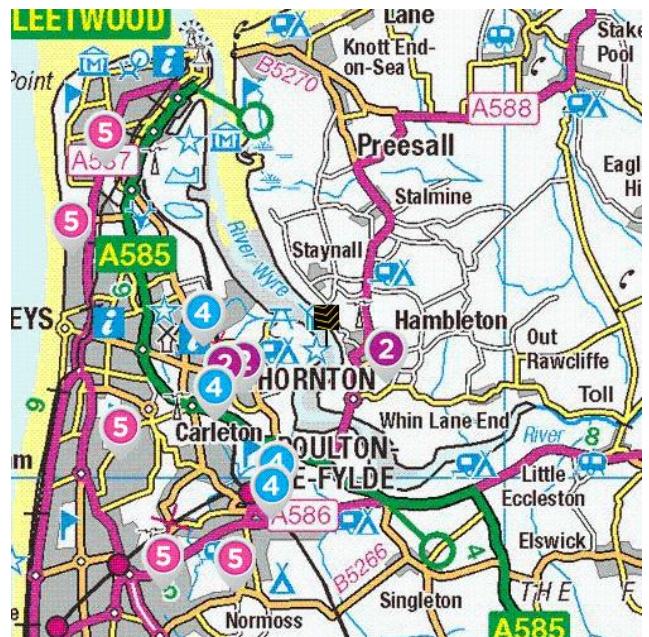 LEETWOOD
Lane
Knott End-
on-Sea
Stake
Pool
Point
B5270
A588
5
A587
Preesall
Eagl
Hi
Stalmine
5
River Wyre
Staynall
A585
6
EYS
4
Hambleton
Out
Rawcliffe
2
2
4
HORNTON
Toll
9
5
Carleton
Whin Lane End
River
8
m
4
POULTON-
E-FYLDE
4
Little
Eccleston
A586
Elswick
5
5
B5266
4
Singleton
THE F
Normoss
A585
e